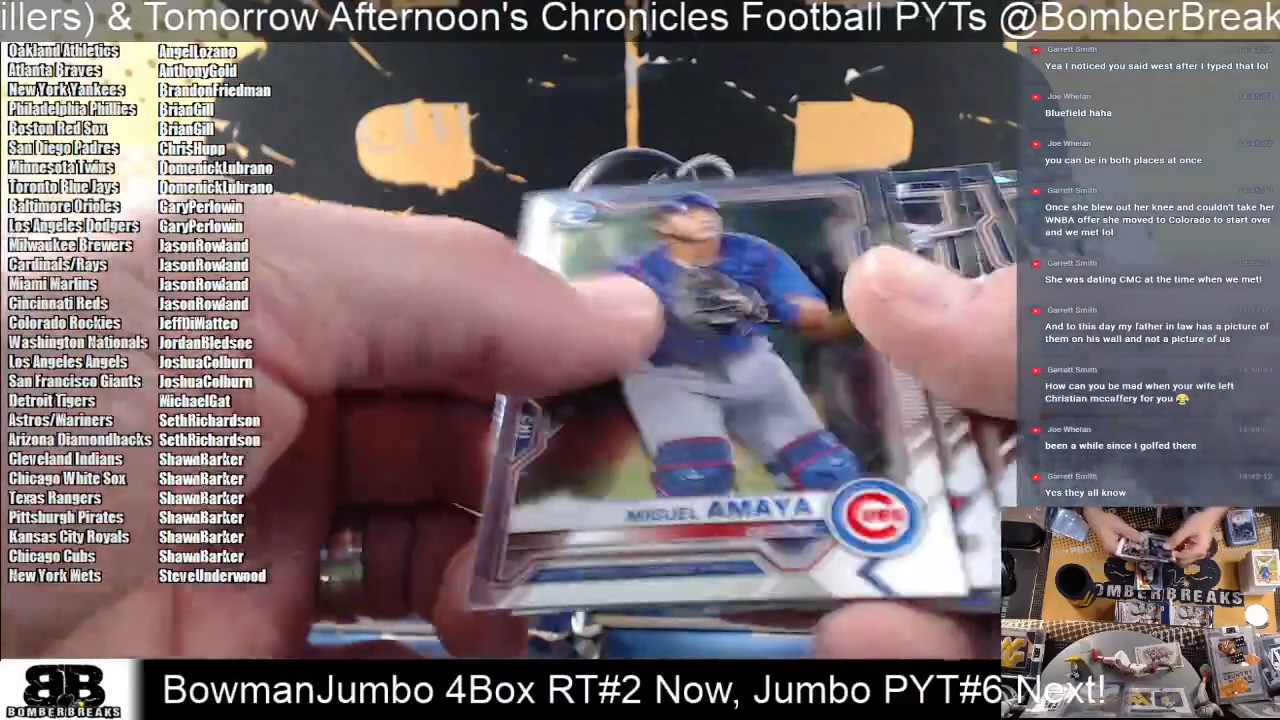 illers) & Tomorrow Afternoon's Chronicles Football PYTs @BomberBreak
Oakland Athletics AngelLozano
Atlanta Braves AnthonyGold
New York Yankees BrandonFriedman
Philadelphia Phillies BrianGill
Boston Red Sox BrianGill
San Diego Padres ChrisRupp
Minnesota Twins DomenickLubrano
Toronto Blue Jays DomenickLubrano
Baltimore Orioles GaryPerlowin
Los Angeles Dodgers GaryPerlowin
Milwaukee Brewers JasonRowland
Cardinals/Rays JasonRowland
Miami Marlins JasonRowland
Cincinnati Reds JasonRowland
Colorado Rockies JeffDiMatteo
Washington Nationals JordanBledsoe
Los Angeles Angels JoshuaColburn
San Francisco Giants JoshuaColburn
Detroit Tigers MichaelGat
Astros/Mariners SethRichardson
Arizona Diamondbacks SethRichardson
Cleveland Indians ShawnBarker
Chicago White Sox ShawnBarker
Texas Rangers ShawnBarker
Pittsburgh Pirates ShawnBarker
Kansas City Royals ShawnBarker
Chicago Cubs ShawnBarker
New York Mets SteveUnderwood
MIGUEL AMAYA
CUBS
Garrett Smith
Yea I noticed you said west after I typed that lol
Joe Whelan
Bluefield haha
Joe Whelan
you can be in both places at once
Garrett Smith
Once she blew out her knee and couldn't take her
WNBA offer she moved to Colorado to start over
and we met lol
Garrett Smith
She was dating CMC at the time when we met!
Garrett Smith
And to this day my father in law has a picture of
them on his wall and not a picture of us
Garrett Smith
How can you be mad when your wife left
Christian mccaffery for you 😂
Joe Whelan
been a while since I golfed there
Garrett Smith
Yes they all know
OMBERBREAKS
BB
BOMBERBREAKS
BowmanJumbo 4Box RT#2 Now, Jumbo PYT#6 Next!